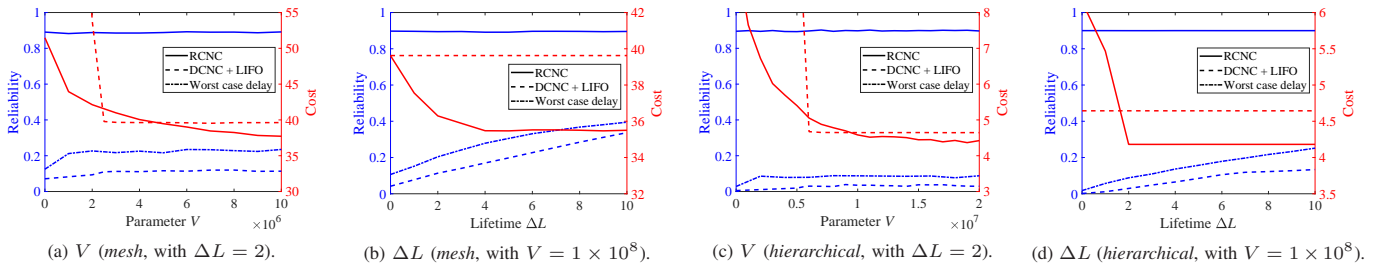 1
0.8
0.6
0.4
0.2
0
Reliability
55
50
45
40
35
30
Cost
RCNC
DCNC + LIFO
Worst case delay
0 2 4 6 8 10
Parameter V
×10^6
(a) V (mesh, with ΔL = 2).
1
0.8
0.6
0.4
0.2
0
Reliability
42
40
38
36
34
32
Cost
RCNC
DCNC + LIFO
Worst case delay
0 2 4 6 8 10
Lifetime ΔL
(b) ΔL (mesh, with V = 1 × 10^8).
1
0.8
0.6
0.4
0.2
0
Reliability
8
7
6
5
4
3
Cost
RCNC
DCNC + LIFO
Worst case delay
0 0.5 1 1.5 2
Parameter V
×10^7
(c) V (hierarchical, with ΔL = 2).
1
0.8
0.6
0.4
0.2
0
Reliability
6
5.5
5
4.5
4
3.5
Cost
RCNC
DCNC + LIFO
Worst case delay
0 2 4 6 8 10
Lifetime ΔL
(d) ΔL (hierarchical, with V = 1 × 10^8).